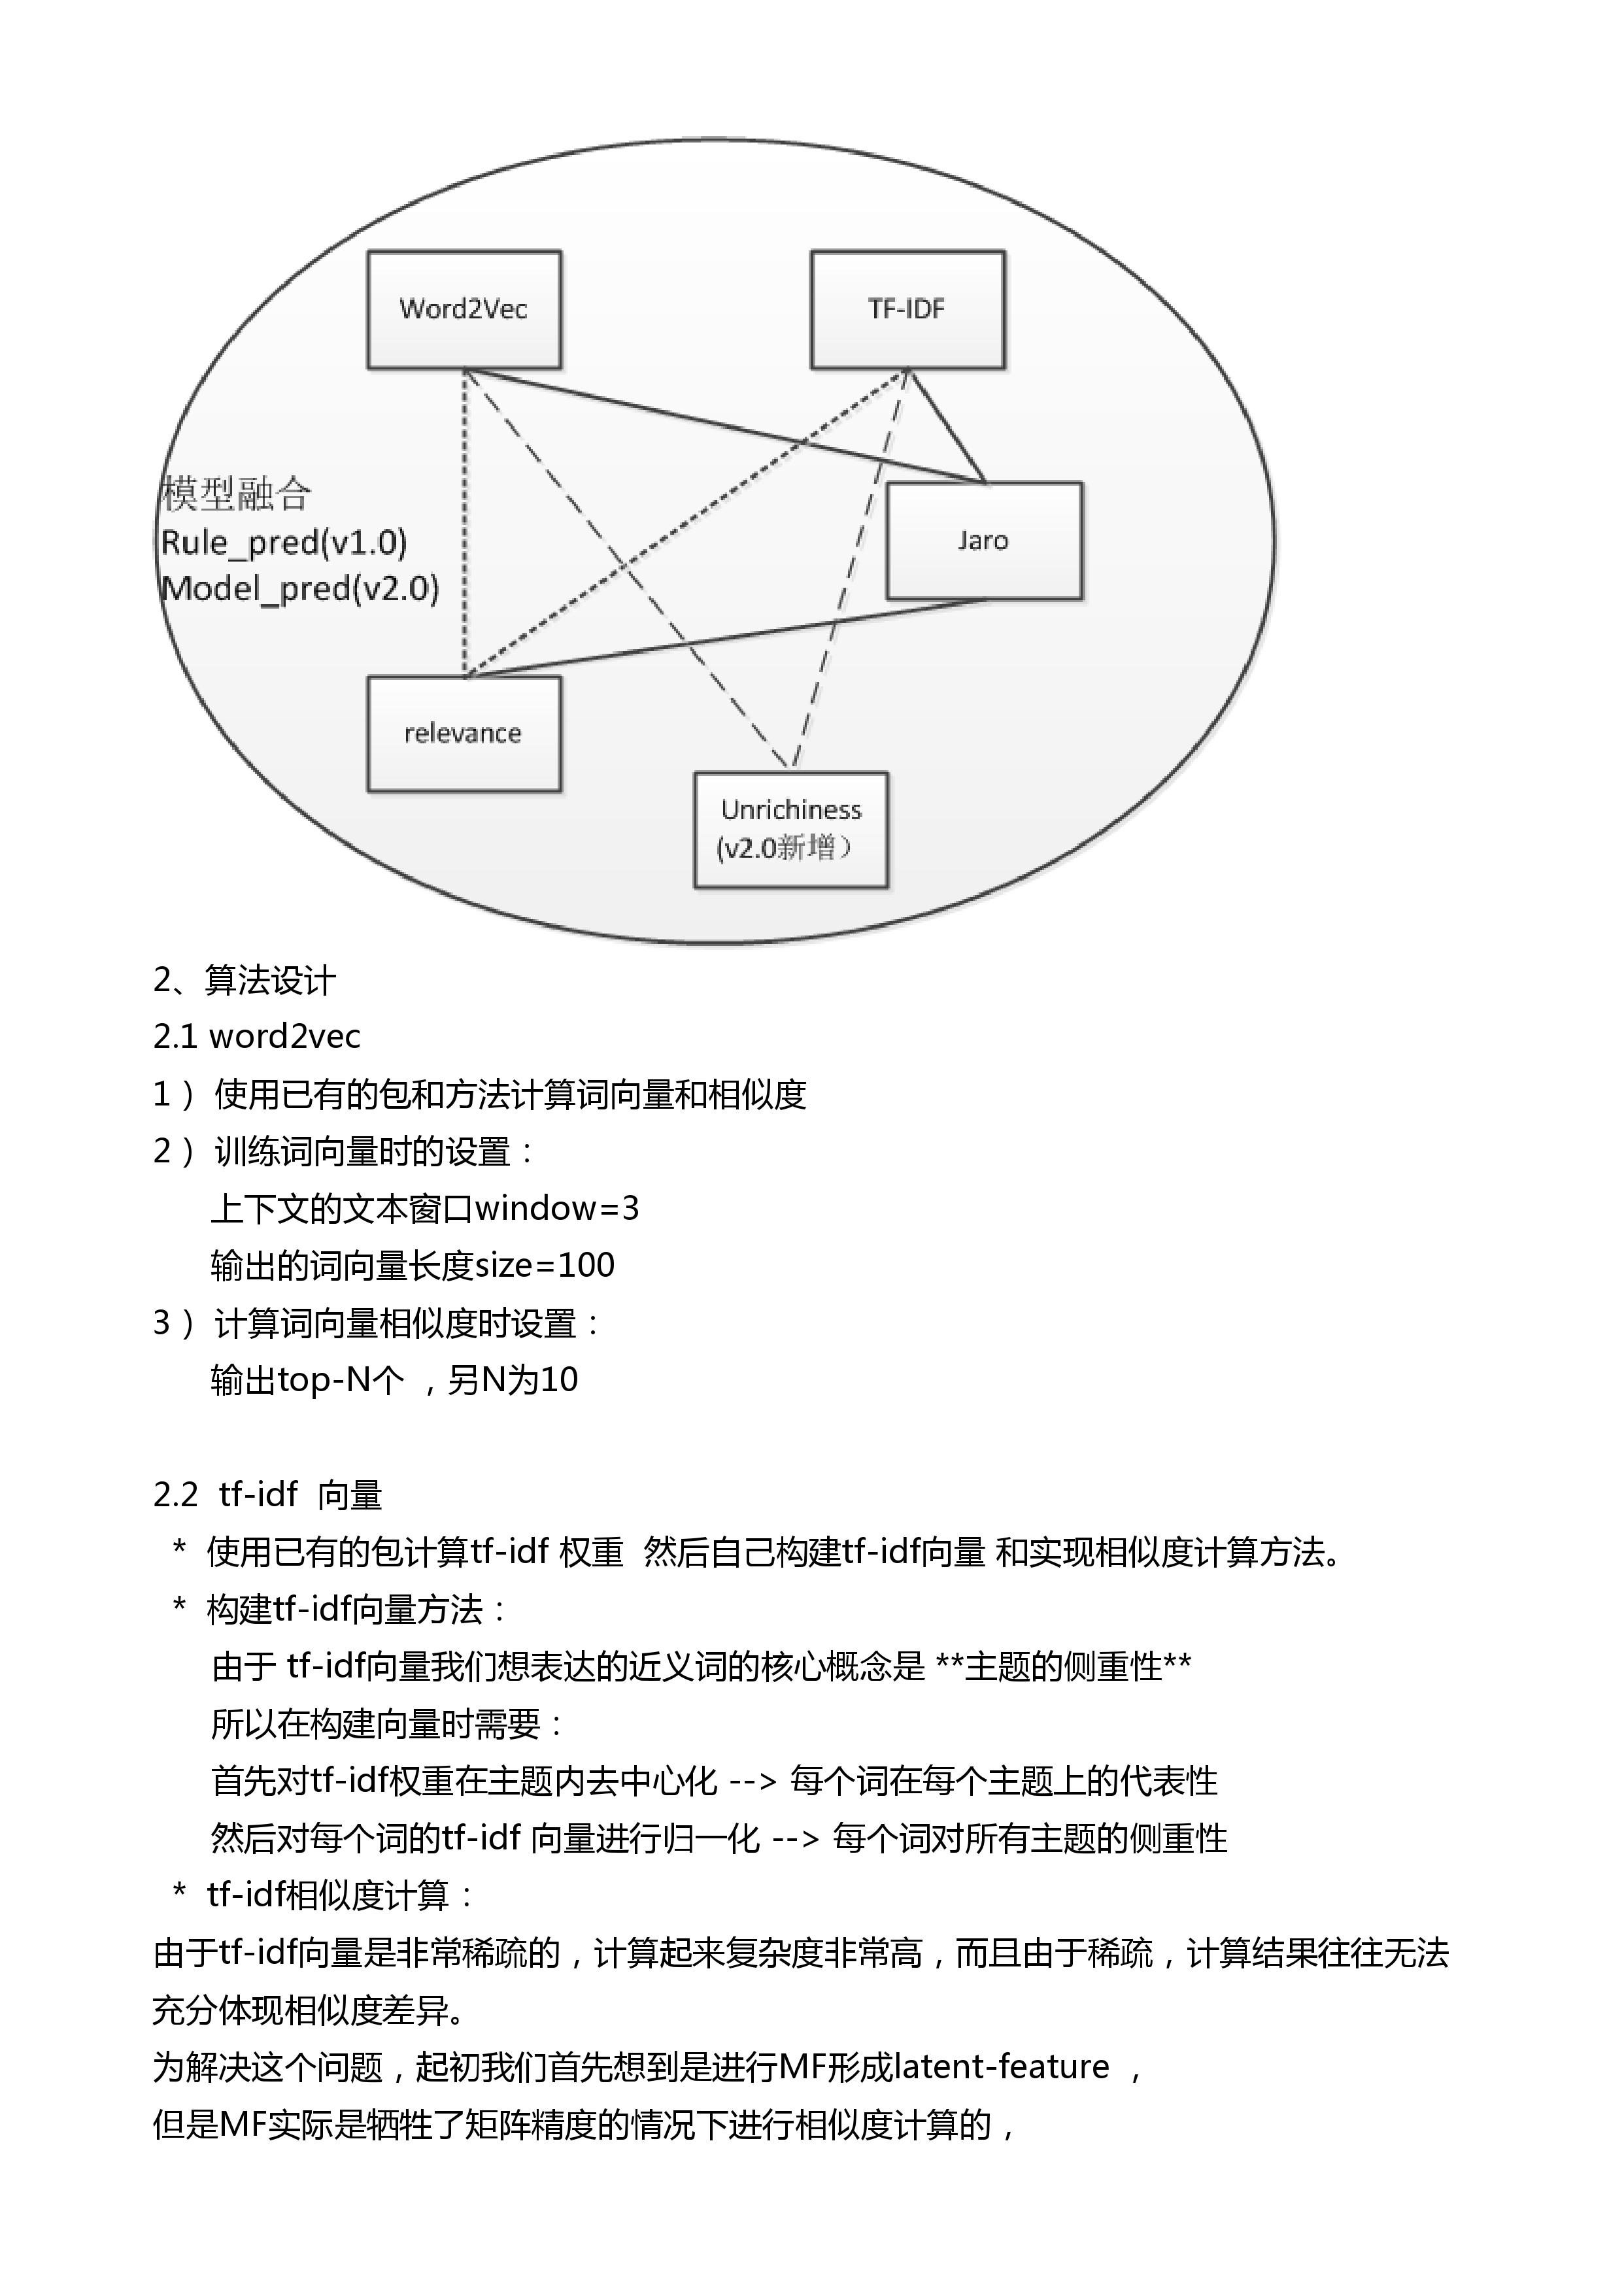 Word2Vec
TF-IDF
模型融合
Rule_pred(v1.0)
Model_pred(v2.0)
Jaro
relevance
Unrichiness
(v2.0新增）
2、算法设计
2.1 word2vec
1）使用已有的包和方法计算词向量和相似度
2）训练词向量时的设置：
上下文的文本窗口window=3
输出的词向量长度size=100
3）计算词向量相似度时设置：
输出top-N个 ，另N为10
2.2 tf-idf 向量
* 使用已有的包计算tf-idf 权重 然后自己构建tf-idf向量 和实现相似度计算方法。
* 构建tf-idf向量方法：
由于 tf-idf向量我们想表达的近义词的核心概念是 **主题的侧重性**
所以在构建向量时需要：
首先对tf-idf权重在主题内去中心化 --> 每个词在每个主题上的代表性
然后对每个词的tf-idf 向量进行归一化 --> 每个词对所有主题的侧重性
* tf-idf相似度计算：
由于tf-idf向量是非常稀疏的，计算起来复杂度非常高，而且由于稀疏，计算结果往往无法
充分体现相似度差异。
为解决这个问题，起初我们首先想到是进行MF形成latent-feature ，
但是MF实际是牺牲了矩阵精度的情况下进行相似度计算的，